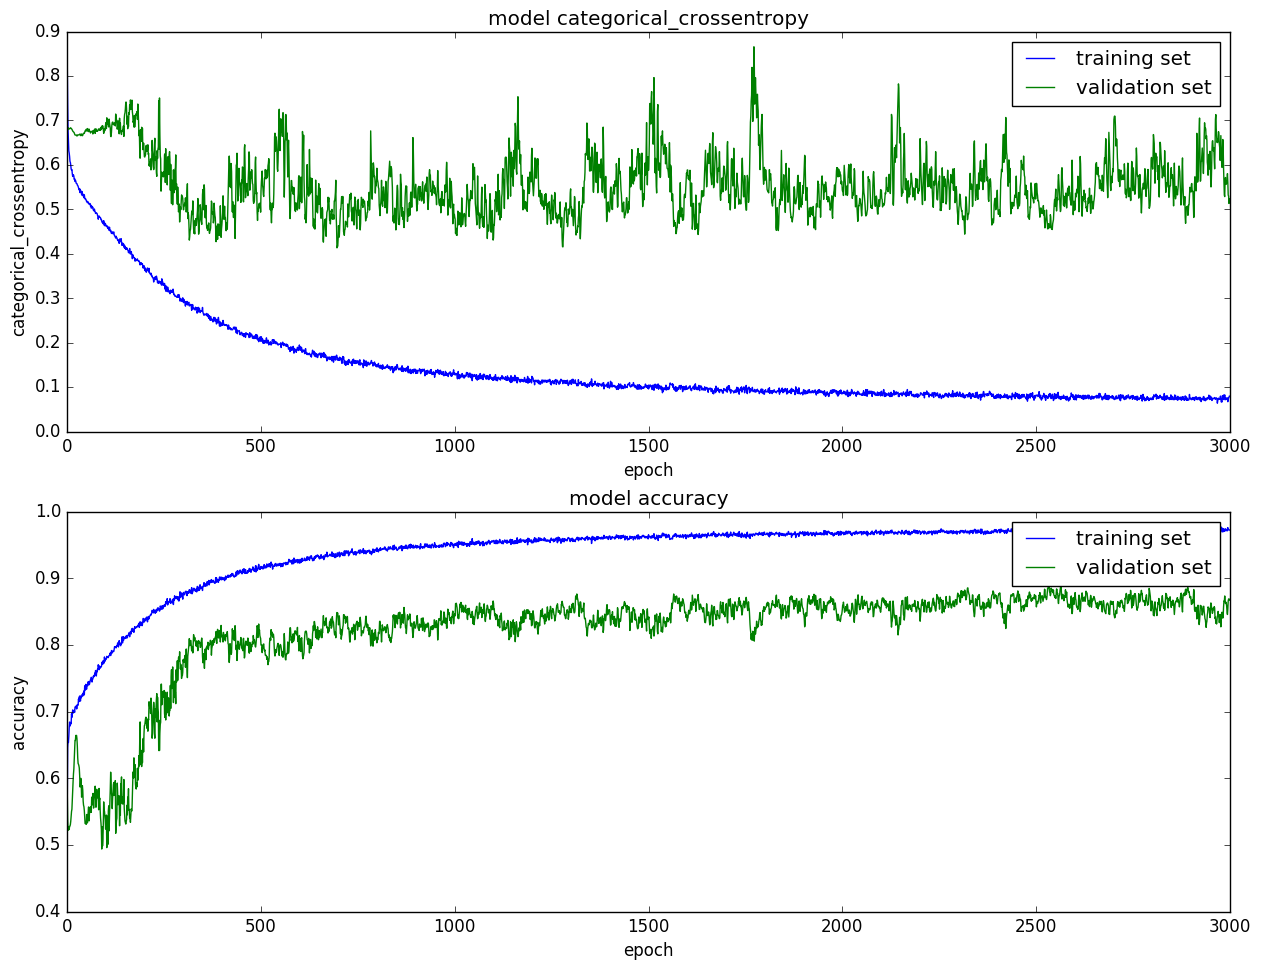 model categorical_crossentropy
0.9
0.8
0.7
0.6
0.5
0.4
0.3
0.2
0.1
0.0
categorical_crossentropy
training set
validation set
0 500 1000 1500 2000 2500 3000
epoch
model accuracy
1.0
0.9
0.8
0.7
0.6
0.5
0.4
accuracy
training set
validation set
0 500 1000 1500 2000 2500 3000
epoch